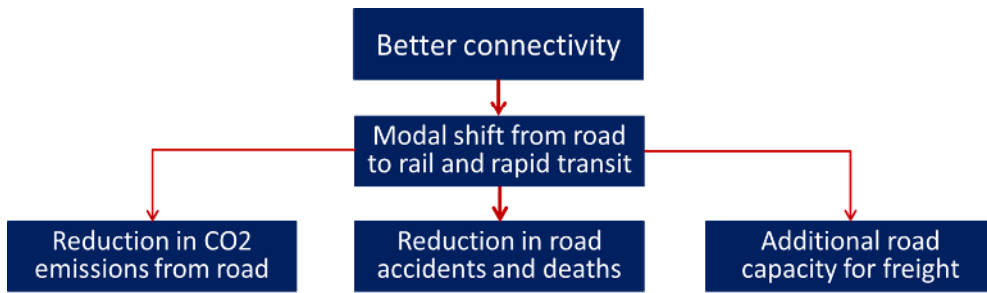 Better connectivity
Modal shift from road
to rail and rapid transit
Reduction in CO2
emissions from road
Reduction in road
accidents and deaths
Additional road
capacity for freight